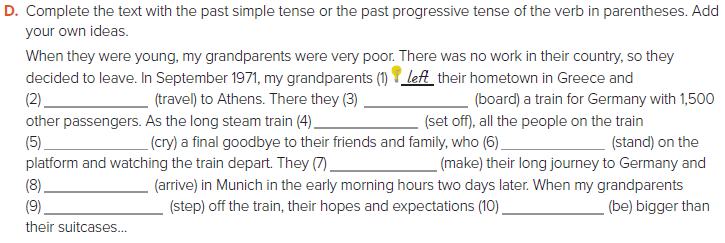 D. Complete the text with the past simple tense or the past progressive tense of the verb in parentheses. Add
your own ideas.
When they were young, my grandparents were very poor. There was no work in their country, so they
decided to leave. In September 1971, my grandparents (1) left their hometown in Greece and
(2) ____________ (travel) to Athens. There they (3) ____________ (board) a train for Germany with 1,500
other passengers. As the long steam train (4) ____________ (set off), all the people on the train
(5) ____________ (cry) a final goodbye to their friends and family, who (6) ____________ (stand) on the
platform and watching the train depart. They (7) ____________ (make) their long journey to Germany and
(8) ____________ (arrive) in Munich in the early morning hours two days later. When my grandparents
(9) ____________ (step) off the train, their hopes and expectations (10) ____________ (be) bigger than
their suitcases...